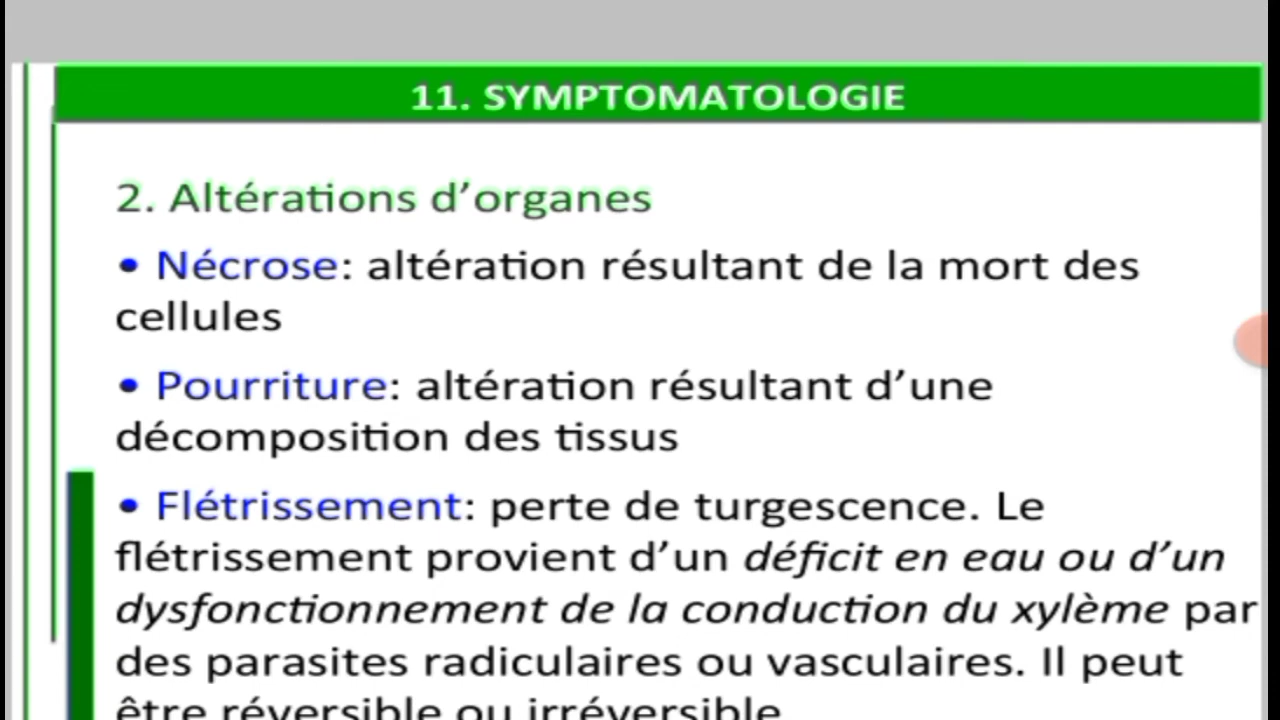 11. SYMPTOMATOLOGIE
2. Altérations d’organes
• Nécrose: altération résultant de la mort des
cellules
• Pourriture: altération résultant d’une
décomposition des tissus
• Flétrissement: perte de turgescence. Le
flétrissement provient d’un déficit en eau ou d’un
dysfonctionnement de la conduction du xylème par
des parasites radiculaires ou vasculaires. Il peut
être réversible ou irréversible